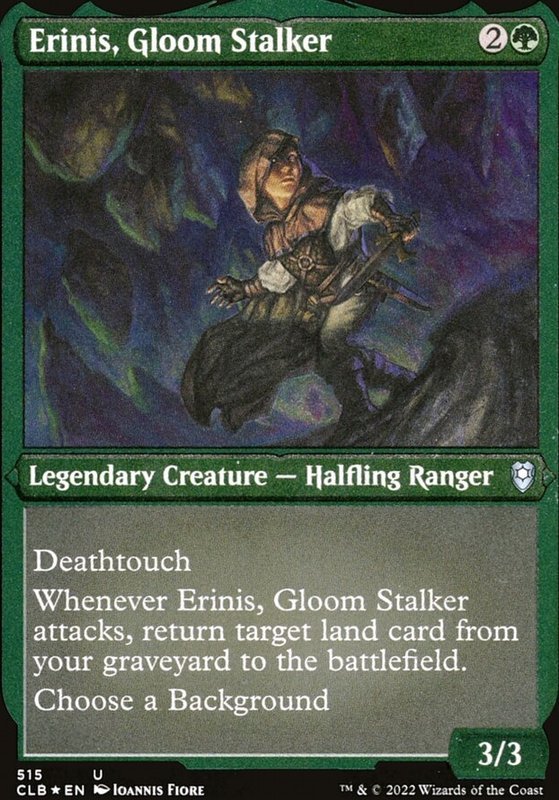 Erinis, Gloom Stalker 2
Legendary Creature — Halfling Ranger
Deathtouch
Whenever Erinis, Gloom Stalker
attacks, return target land card from
your graveyard to the battlefield.
Choose a Background
3/3
515 U
CLB★EN Ioannis Fiore ™ & © 2022 Wizards of the Coast